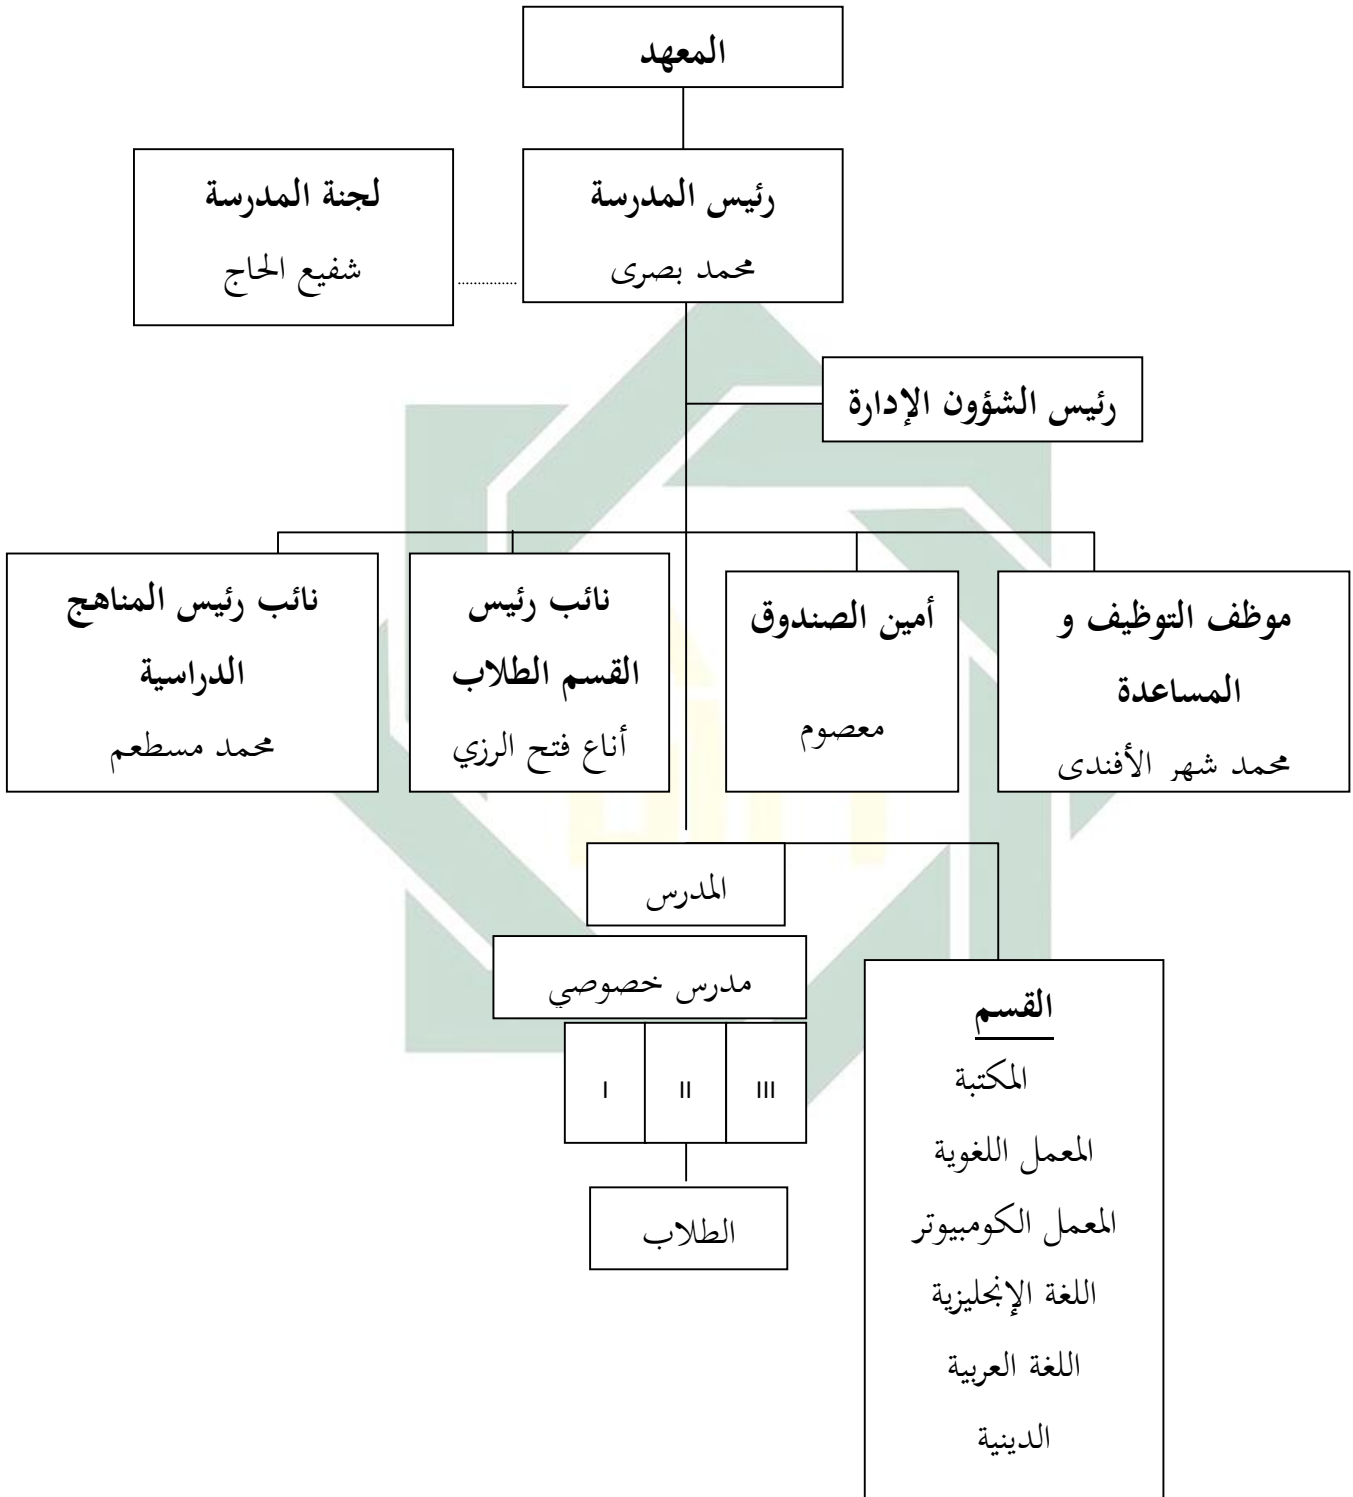 المعهد
رئيس المدرسة
محمد بصرى
لجنة المدرسة
شفيع الحاج
رئيس الشؤون الإدارة
موظف التوظيف و
المساعدة
محمد شهر الأفندى
أمين الصندوق
معصوم
نائب رئيس
القسم الطلاب
أناع فتح الرزي
نائب رئيس المناهج
الدراسية
محمد مسطعم
المدرس
مدرس خصوصي
I II III
الطلاب
القسم
المكتبة
المعمل اللغوية
المعمل الكومبيوتر
اللغة الإنجليزية
اللغة العربية
الدينية